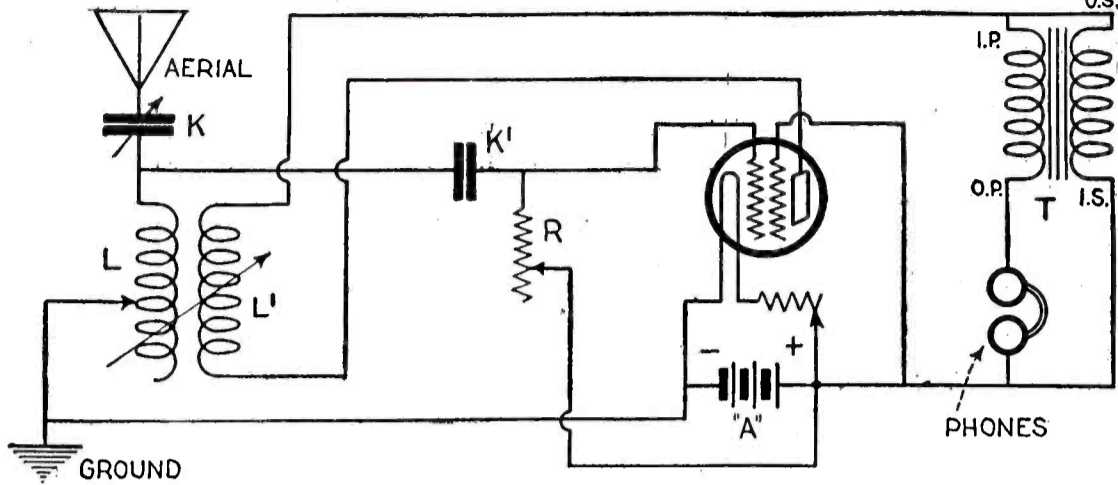 O.S.
I.P.
AERIAL
K
K'
R
L
L'
O.P.
T
I.S.
- +
"A"
PHONES
GROUND